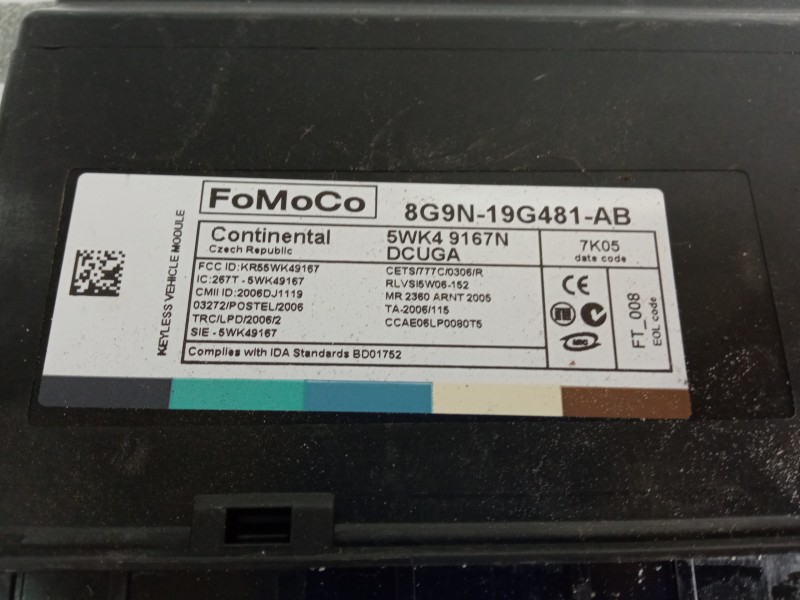 FoMoCo
8G9N-19G481-AB
KEYLESS VEHICLE MODULE
Continental
Czech Republic
5WK4 9167N
DCUGA
7K05
date code
FCC ID:KR55WK49167
IC:267T - 5WK49167
CMII ID:2006DJ1119
03272/POSTEL/2006
TRC/LPD/2006/2
SIE - 5WK49167
CETS/777C/0306/R
RLVSI5W06-152
MR 2360 ARNT 2005
TA-2006/115
CCAE06LP0080T5
CE
FT_008
EOL code
Complies with IDA Standards BD01752